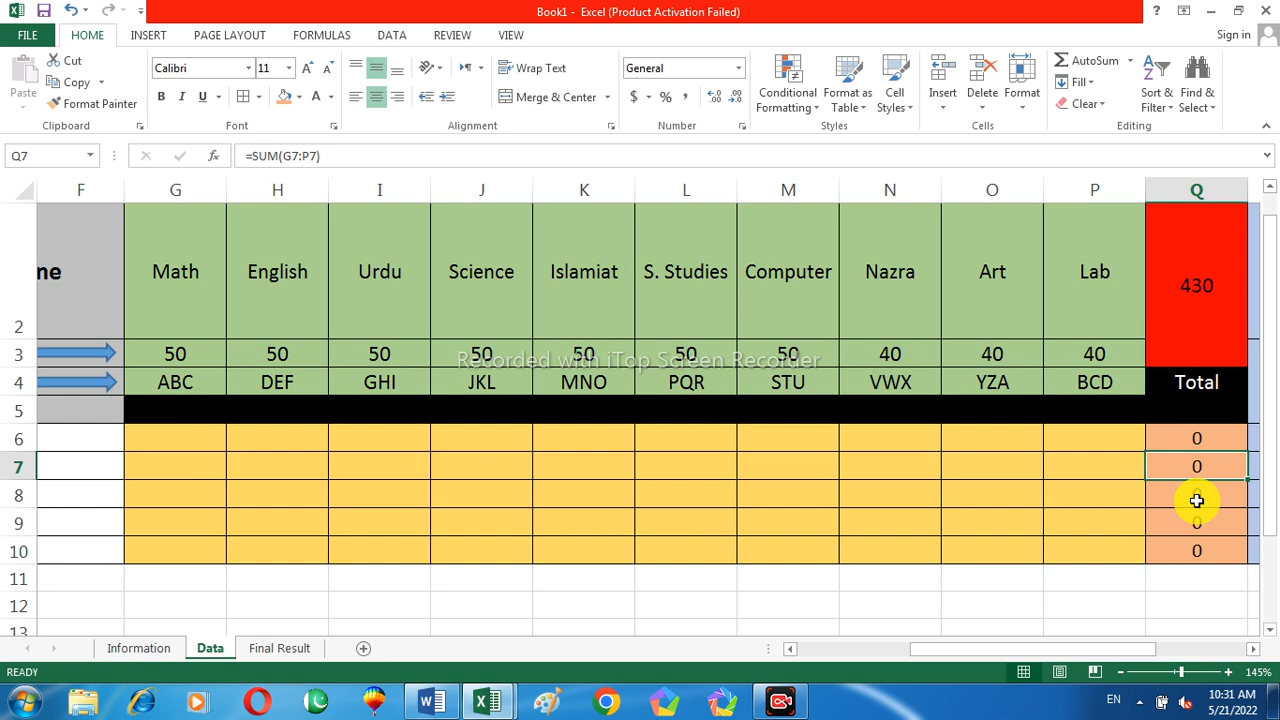 Book1 - Excel (Product Activation Failed)
FILE HOME INSERT PAGE LAYOUT FORMULAS DATA REVIEW VIEW Sign in
Paste Cut Copy Format Painter Clipboard
Calibri 11 B I U A A A Font
Wrap Text Merge & Center Alignment
General $ % , Number
Conditional Formatting Format as Table Cell Styles Styles
Insert Delete Format Cells
AutoSum Fill Clear Sort & Filter Find & Select Editing
Q7 fx =SUM(G7:P7)
F G H I J K L M N O P Q
2 ne Math English Urdu Science Islamiat S. Studies Computer Nazra Art Lab 430
3 50 50 50 50 50 50 50 40 40 40
Recorded with iTop Screen Recorder
4 ABC DEF GHI JKL MNO PQR STU VWX YZA BCD Total
5
6 0
7 0
8
9 0
10 0
11
12
13
Information Data Final Result
READY 145%
EN 10:31 AM
5/21/2022